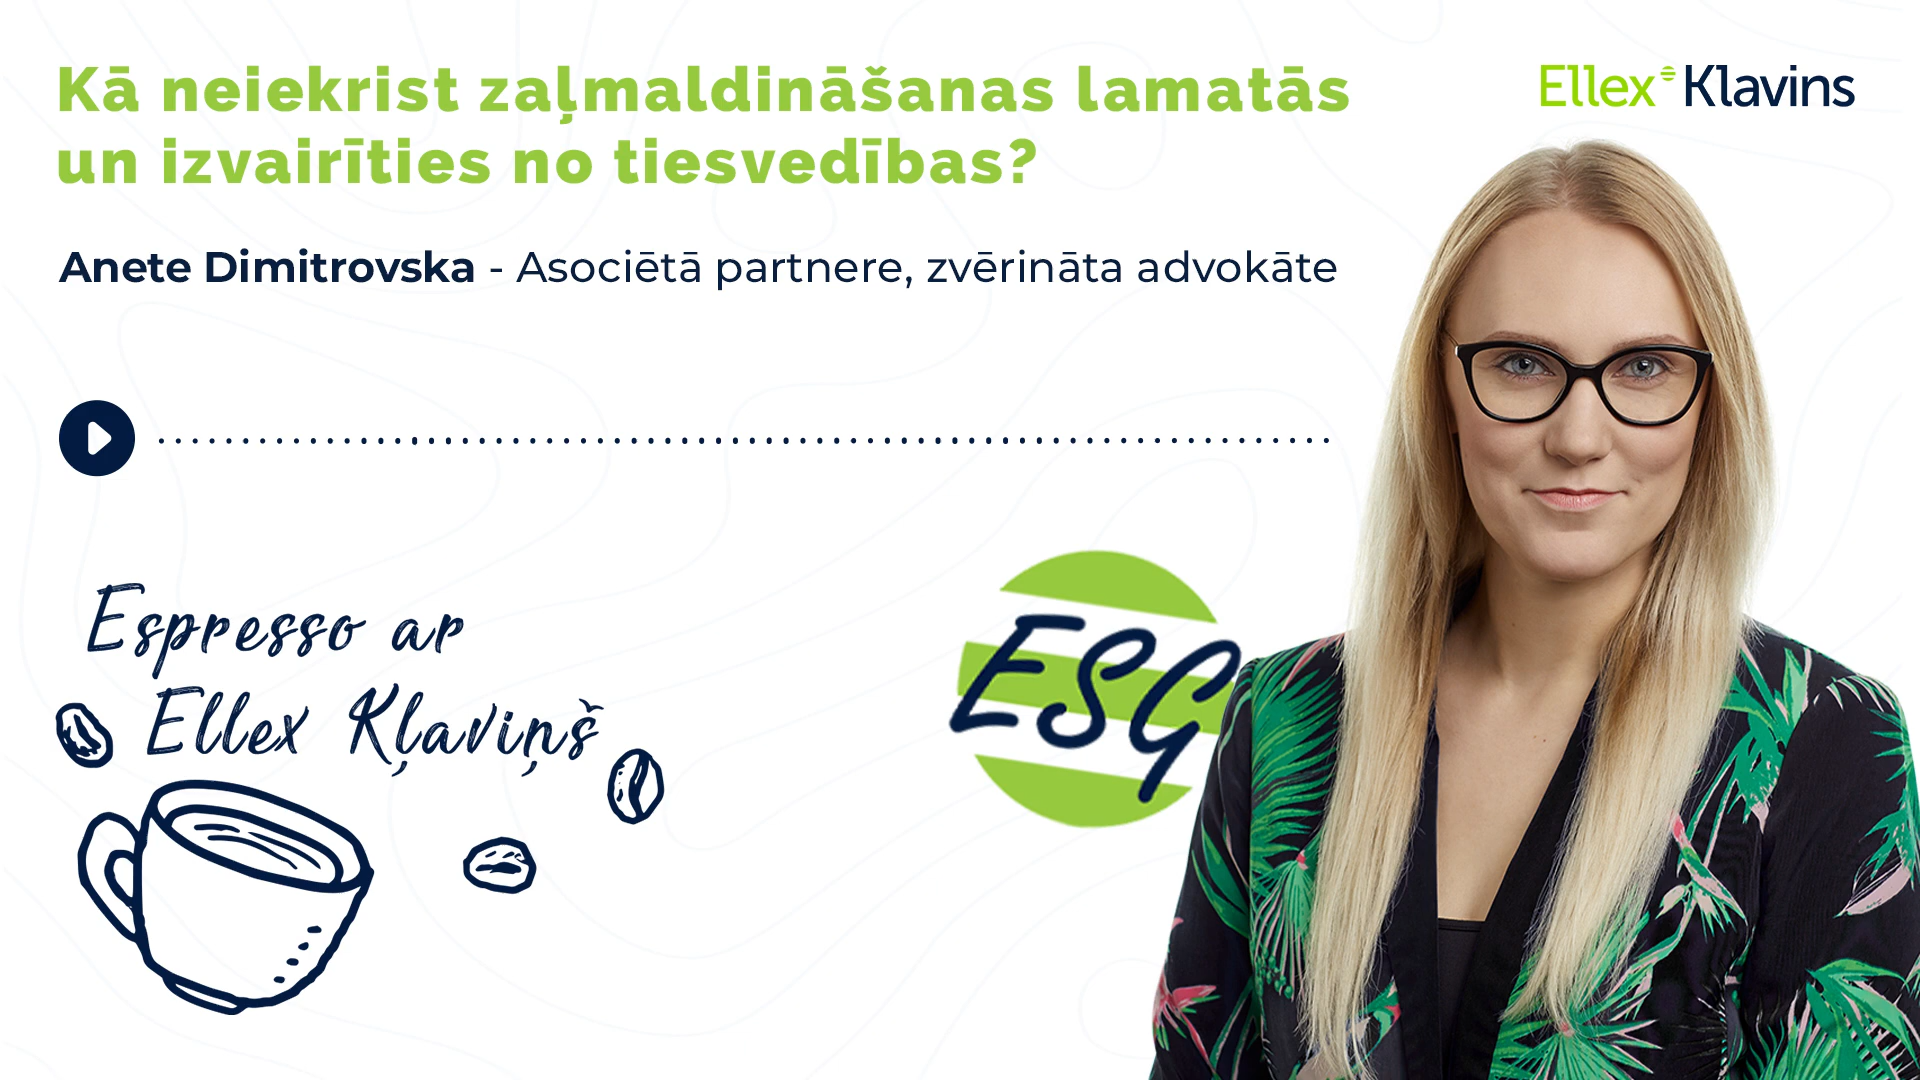 Kā neiekrist zaļmaldināšanas lamatās
un izvairīties no tiesvedības?
Ellex Klavins
Anete Dimitrovska - Asociētā partnere, zvērināta advokāte
Espresso ar
Ellex Kļaviņš
ESG